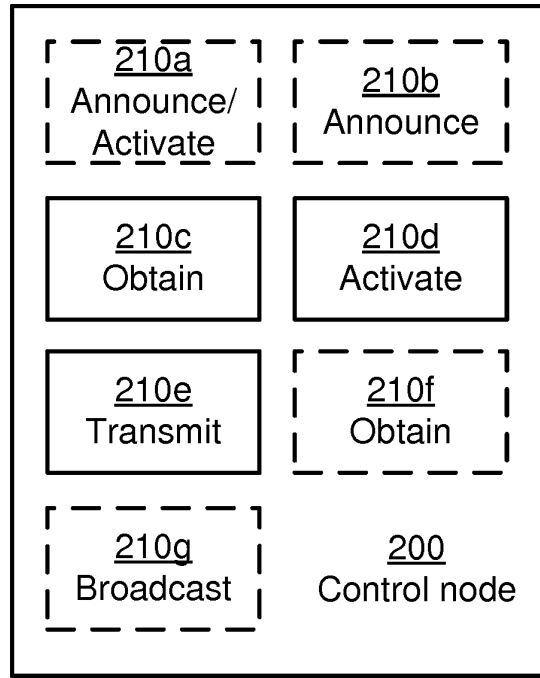 210a
Announce/
Activate
210b
Announce
210c
Obtain
210d
Activate
210e
Transmit
210f
Obtain
210g
Broadcast
200
Control node